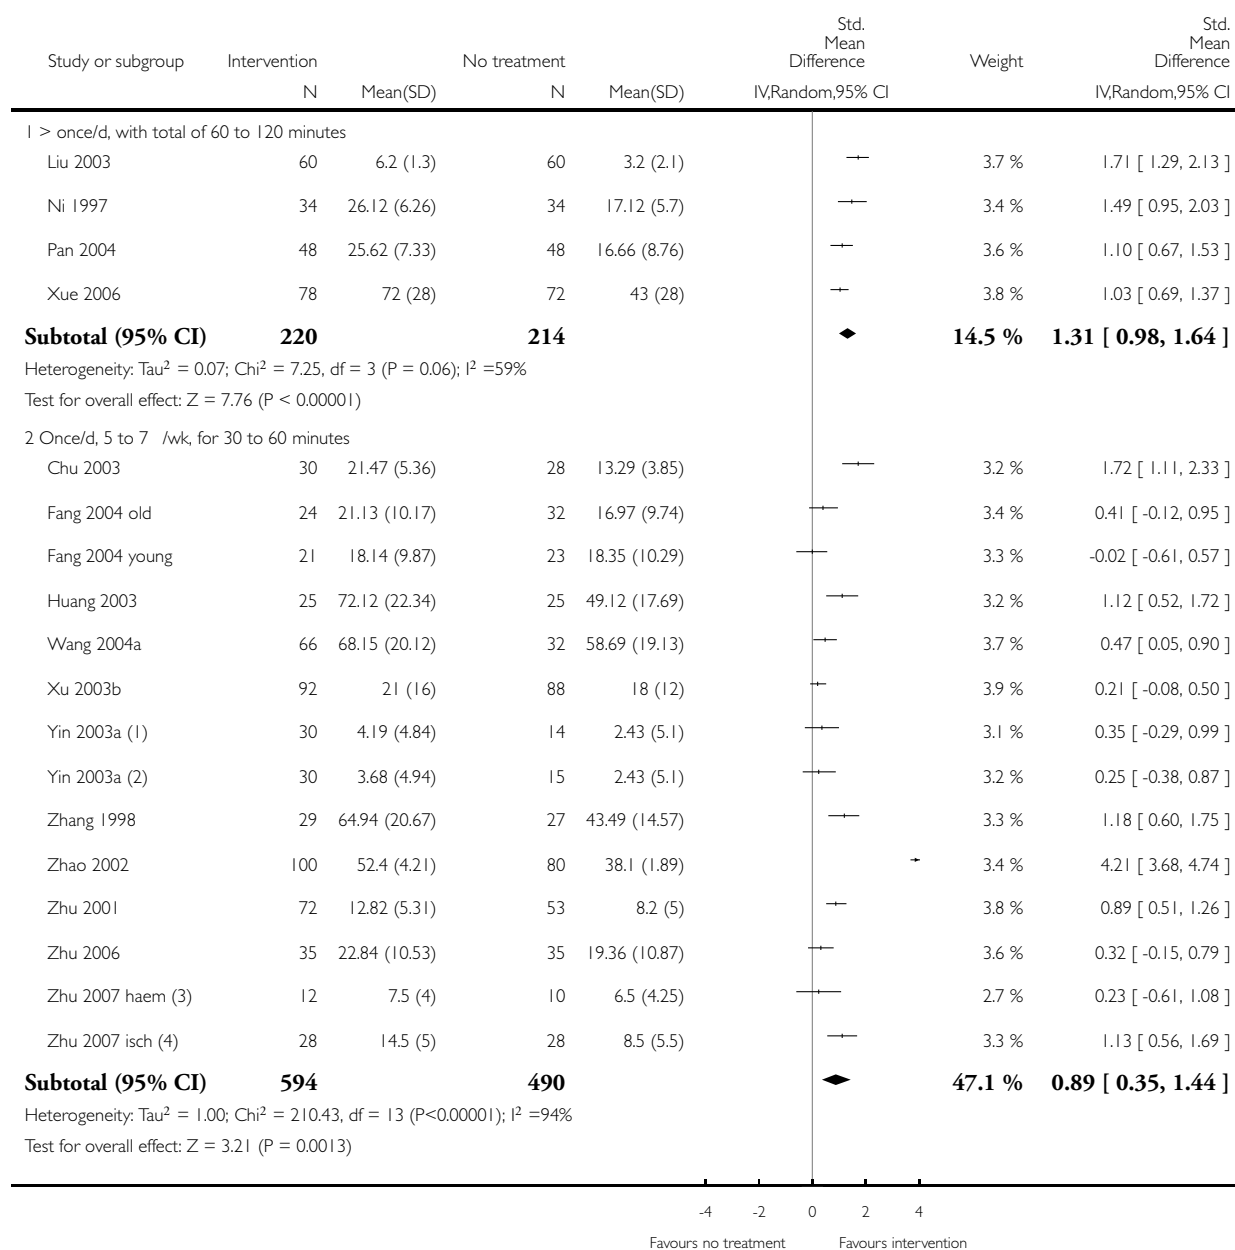 Std. Mean Difference Std. Mean Difference
Study or subgroup Intervention No treatment Weight
N Mean(SD) N Mean(SD) IV,Random,95% CI IV,Random,95% CI
1 > once/d, with total of 60 to 120 minutes
Liu 2003 60 6.2 (1.3) 60 3.2 (2.1) 3.7 % 1.71 [ 1.29, 2.13 ]
Ni 1997 34 26.12 (6.26) 34 17.12 (5.7) 3.4 % 1.49 [ 0.95, 2.03 ]
Pan 2004 48 25.62 (7.33) 48 16.66 (8.76) 3.6 % 1.10 [ 0.67, 1.53 ]
Xue 2006 78 72 (28) 72 43 (28) 3.8 % 1.03 [ 0.69, 1.37 ]
Subtotal (95% CI) 220 214 14.5 % 1.31 [ 0.98, 1.64 ]
Heterogeneity: Tau² = 0.07; Chi² = 7.25, df = 3 (P = 0.06); I² =59%
Test for overall effect: Z = 7.76 (P < 0.00001)
2 Once/d, 5 to 7 /wk, for 30 to 60 minutes
Chu 2003 30 21.47 (5.36) 28 13.29 (3.85) 3.2 % 1.72 [ 1.11, 2.33 ]
Fang 2004 old 24 21.13 (10.17) 32 16.97 (9.74) 3.4 % 0.41 [ -0.12, 0.95 ]
Fang 2004 young 21 18.14 (9.87) 23 18.35 (10.29) 3.3 % -0.02 [ -0.61, 0.57 ]
Huang 2003 25 72.12 (22.34) 25 49.12 (17.69) 3.2 % 1.12 [ 0.52, 1.72 ]
Wang 2004a 66 68.15 (20.12) 32 58.69 (19.13) 3.7 % 0.47 [ 0.05, 0.90 ]
Xu 2003b 92 21 (16) 88 18 (12) 3.9 % 0.21 [ -0.08, 0.50 ]
Yin 2003a (1) 30 4.19 (4.84) 14 2.43 (5.1) 3.1 % 0.35 [ -0.29, 0.99 ]
Yin 2003a (2) 30 3.68 (4.94) 15 2.43 (5.1) 3.2 % 0.25 [ -0.38, 0.87 ]
Zhang 1998 29 64.94 (20.67) 27 43.49 (14.57) 3.3 % 1.18 [ 0.60, 1.75 ]
Zhao 2002 100 52.4 (4.21) 80 38.1 (1.89) 3.4 % 4.21 [ 3.68, 4.74 ]
Zhu 2001 72 12.82 (5.31) 53 8.2 (5) 3.8 % 0.89 [ 0.51, 1.26 ]
Zhu 2006 35 22.84 (10.53) 35 19.36 (10.87) 3.6 % 0.32 [ -0.15, 0.79 ]
Zhu 2007 haem (3) 12 7.5 (4) 10 6.5 (4.25) 2.7 % 0.23 [ -0.61, 1.08 ]
Zhu 2007 isch (4) 28 14.5 (5) 28 8.5 (5.5) 3.3 % 1.13 [ 0.56, 1.69 ]
Subtotal (95% CI) 594 490 47.1 % 0.89 [ 0.35, 1.44 ]
Heterogeneity: Tau² = 1.00; Chi² = 210.43, df = 13 (P<0.00001); I² =94%
Test for overall effect: Z = 3.21 (P = 0.0013)
-4 -2 0 2 4
Favours no treatment Favours intervention